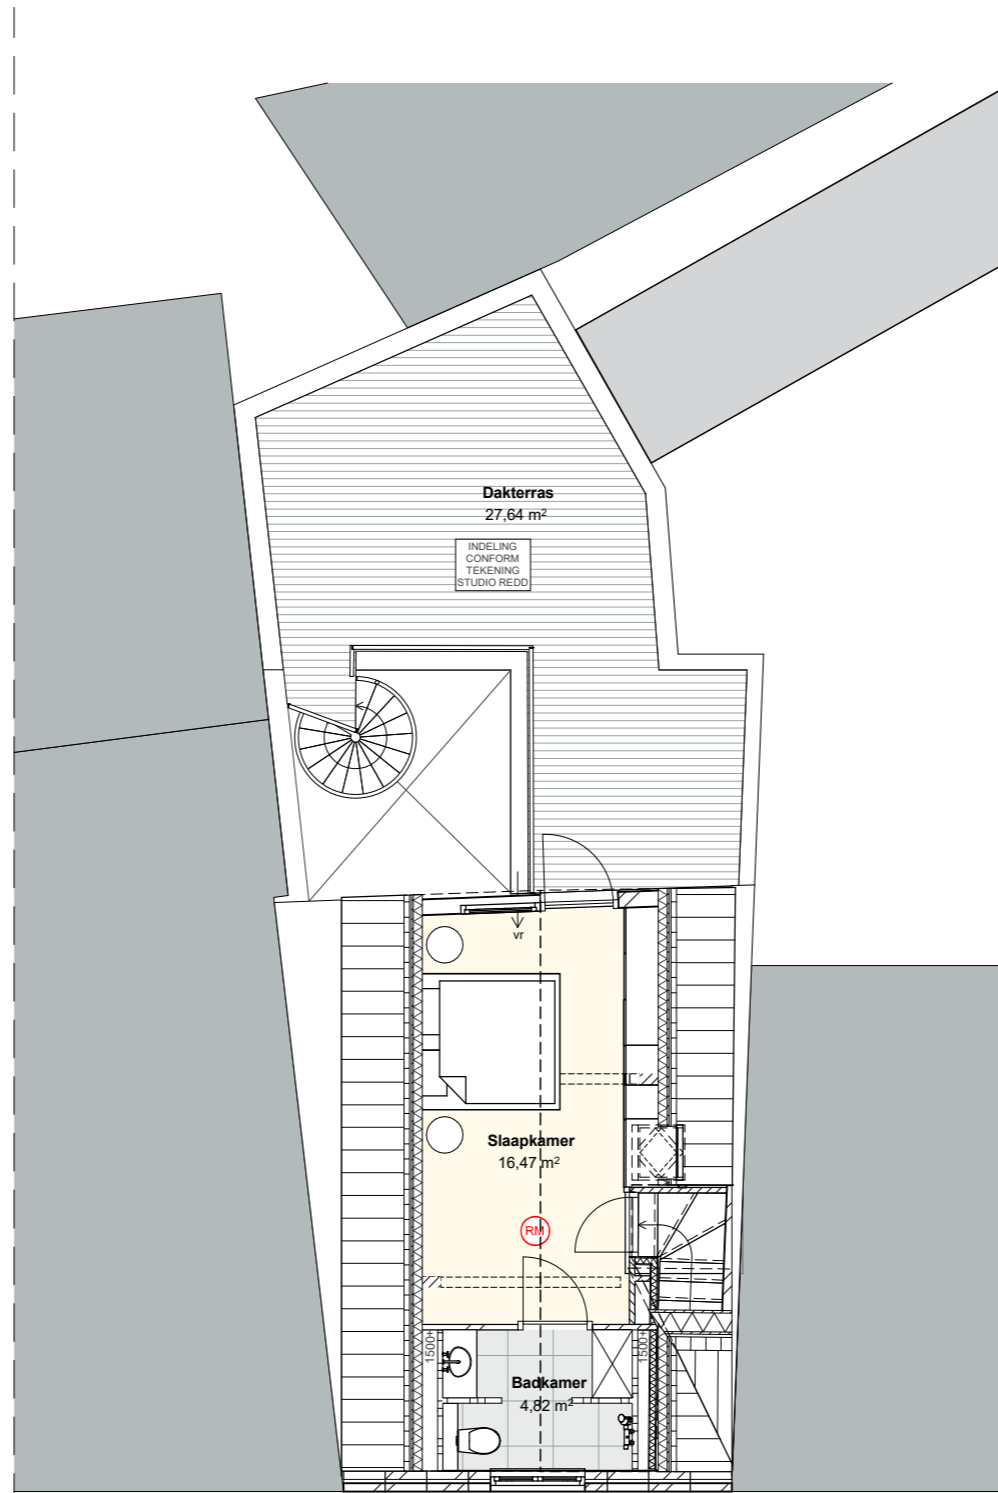 Dakterras
27,64 m²
INDELING
CONFORM
TEKENING
STUDIO REDD
vr
Slaapkamer
16,47 m²
RM
1500+
1500+
Badkamer
4,82 m²